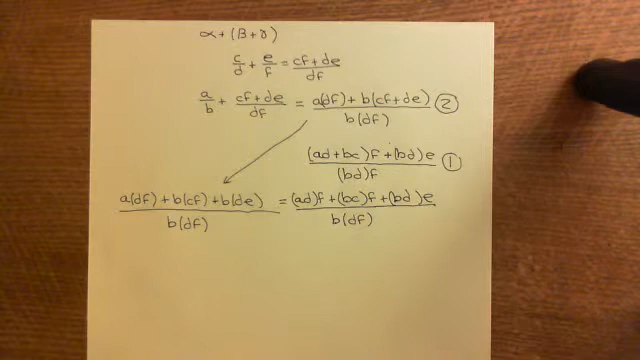 α + (β + γ)
c/d + e/f = cf + de/df
a/b + cf + de/df = a(df) + b(cf + de)/b(df) ②
(ad + bc)f + (bd)e/(bd)f ①
a(df) + b(cf) + b(de)/b(df) = (ad)f + (bc)f + (bd)e/b(df)